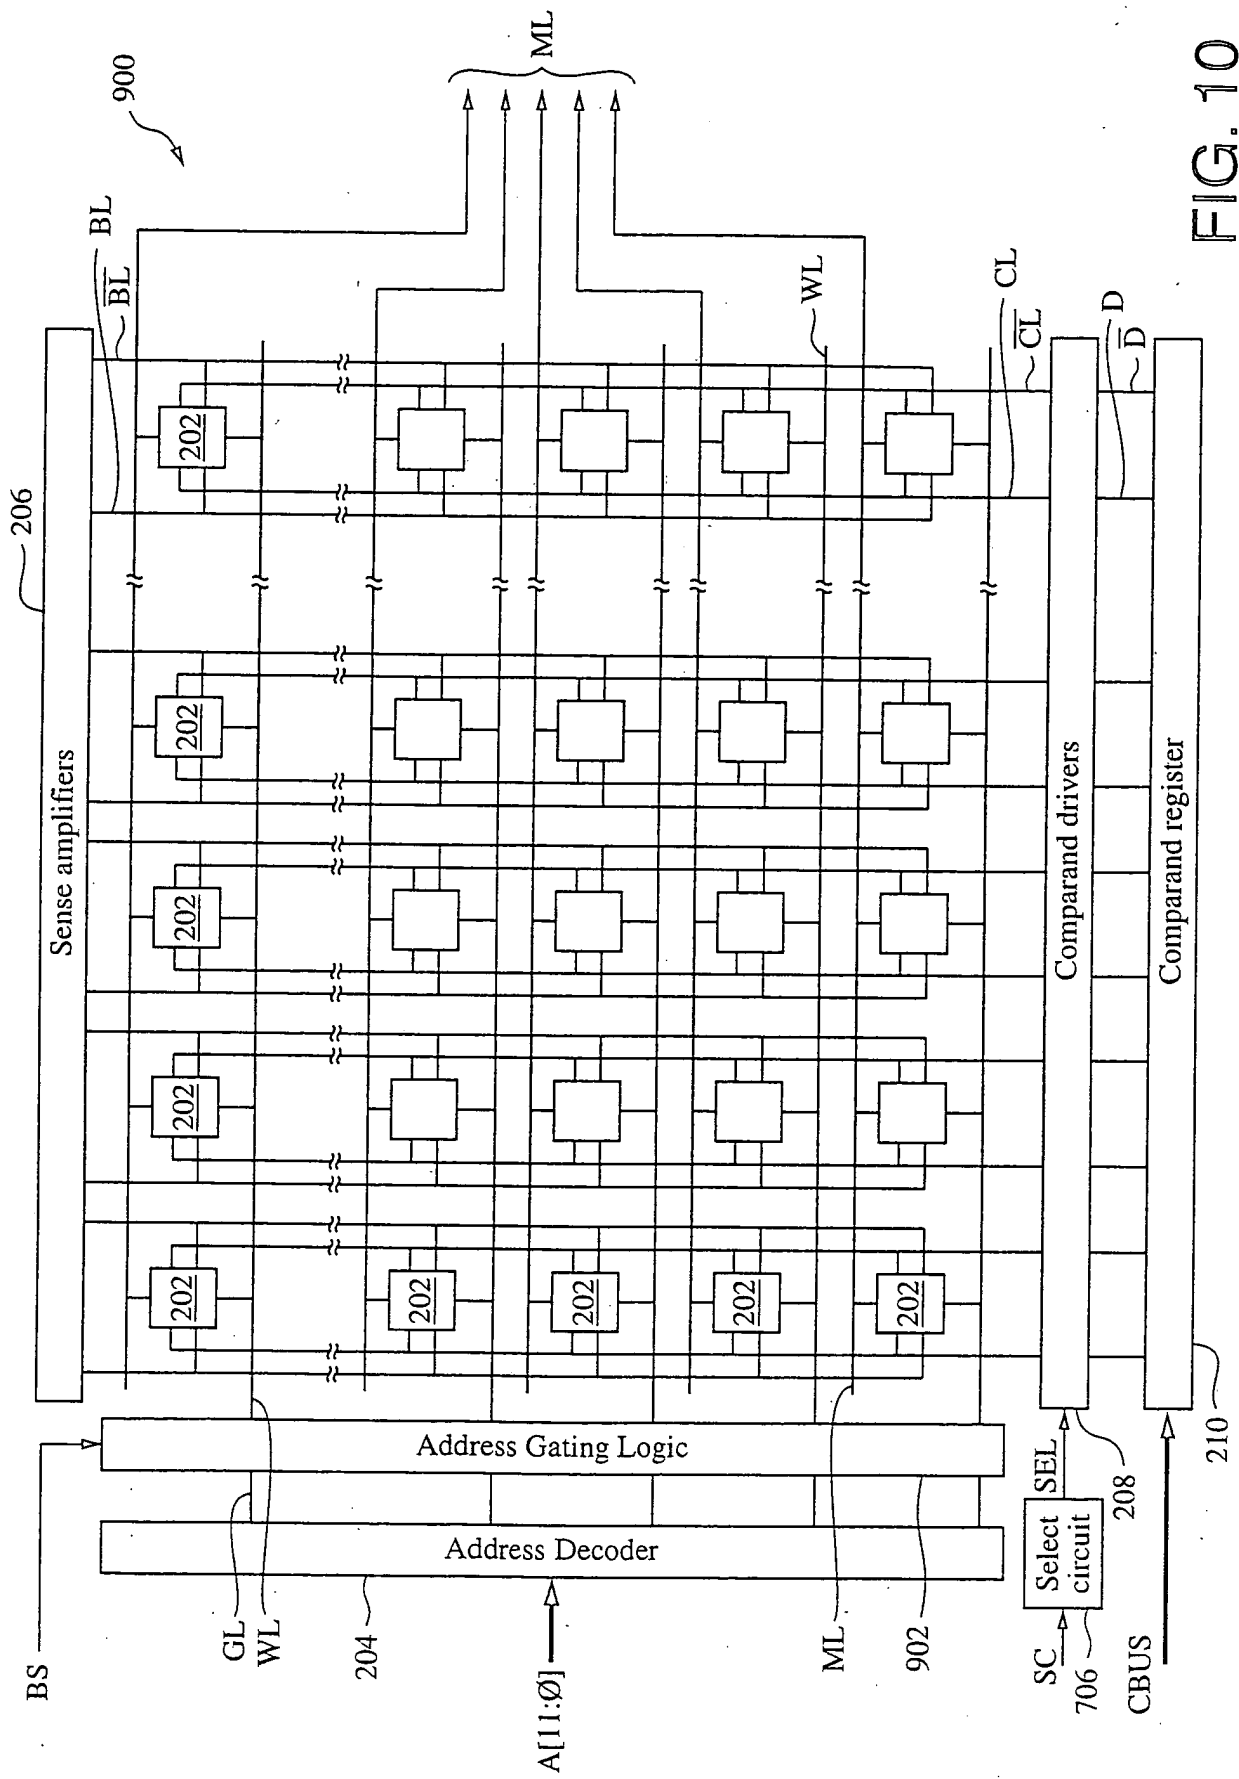 900
ML
BL
B̅L̅
206
Sense amplifiers
202
202
202
202
202
202
202
202
202
WL
CL
C̅L̅
D
D̅
Comparand drivers
Comparand register
BS
Address Gating Logic
Address Decoder
GL
WL
204
A[11:Ø]
ML
902
SC
706
Select
circuit
SEL
208
CBUS
210
FIG. 10